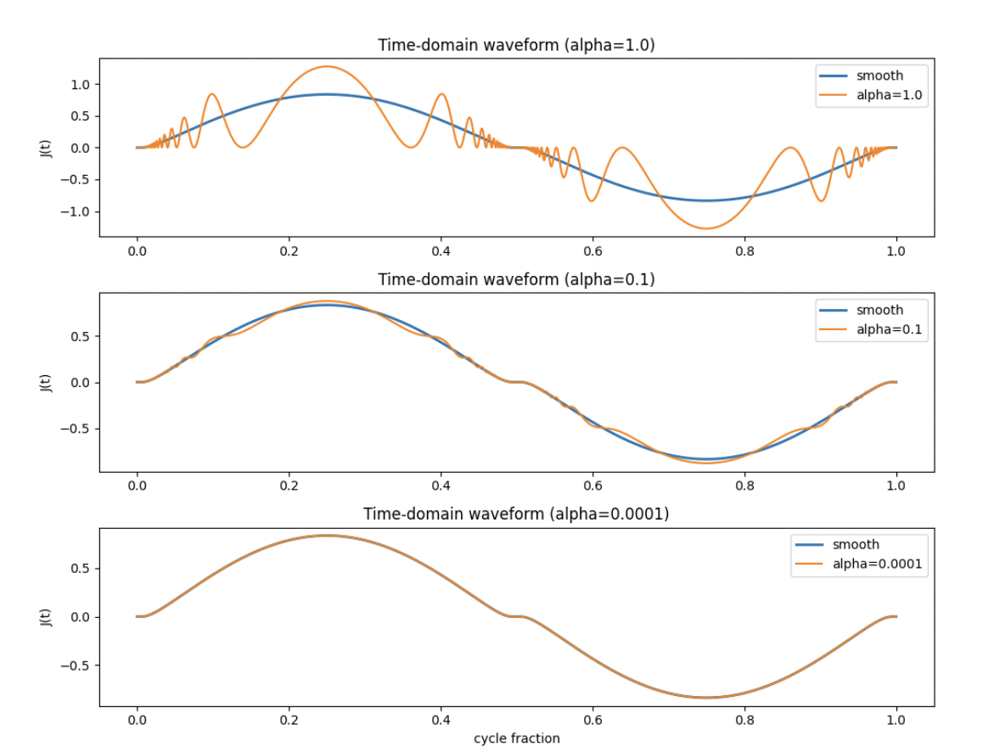 Time-domain waveform (alpha=1.0)
1.0
0.5
0.0
−0.5
−1.0
J(t)
smooth
alpha=1.0
0.0 0.2 0.4 0.6 0.8 1.0
Time-domain waveform (alpha=0.1)
0.5
0.0
−0.5
J(t)
smooth
alpha=0.1
0.0 0.2 0.4 0.6 0.8 1.0
Time-domain waveform (alpha=0.0001)
0.5
0.0
−0.5
J(t)
smooth
alpha=0.0001
0.0 0.2 0.4 0.6 0.8 1.0
cycle fraction